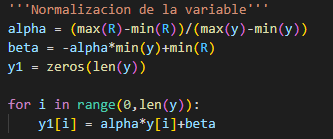 '''Normalizacion de la variable'''
alpha = (max(R)-min(R))/(max(y)-min(y))
beta = -alpha*min(y)+min(R)
y1 = zeros(len(y))

for i in range(0,len(y)):
    y1[i] = alpha*y[i]+beta